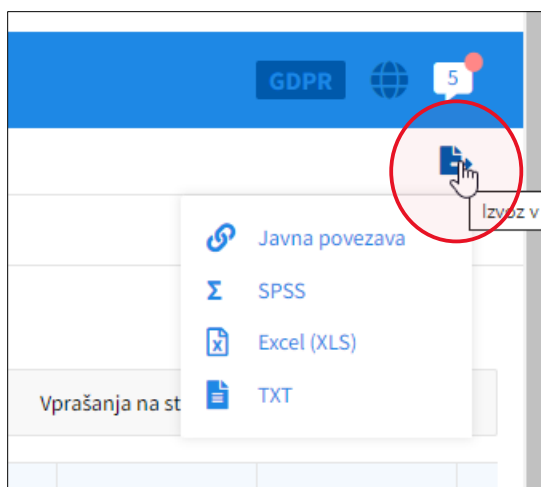 GDPR
5
Izvoz v
Javna povezava
Σ SPSS
Excel (XLS)
TXT
Vprašanja na st